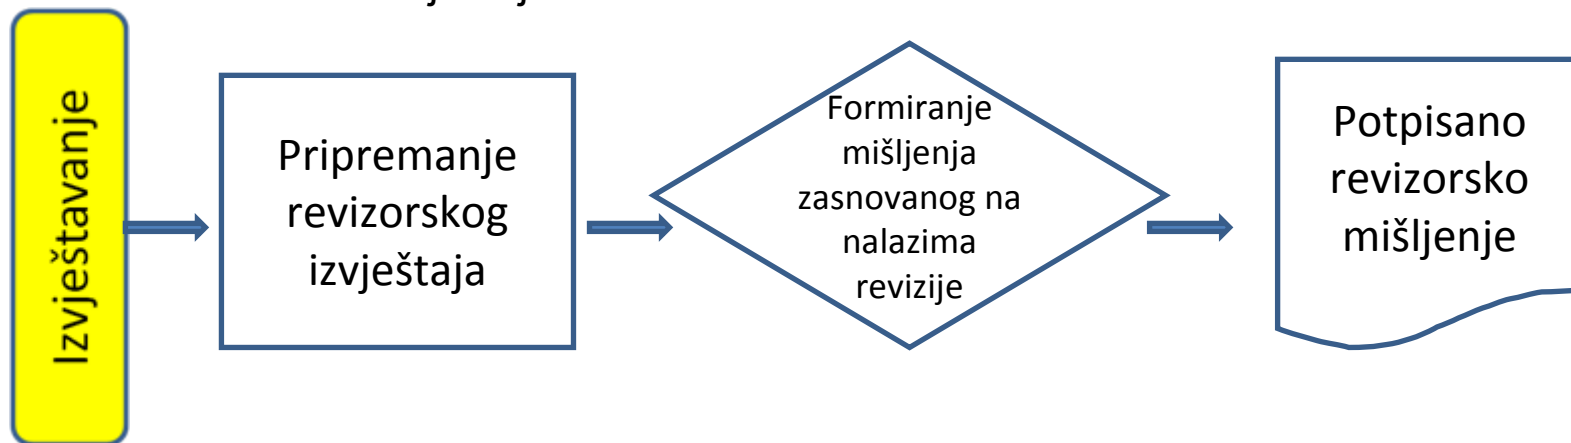 Izvještavanje
Pripremanje
revizorskog
izvještaja
Formiranje
mišljenja
zasnovanog na
nalazima
revizije
Potpisano
revizorsko
mišljenje